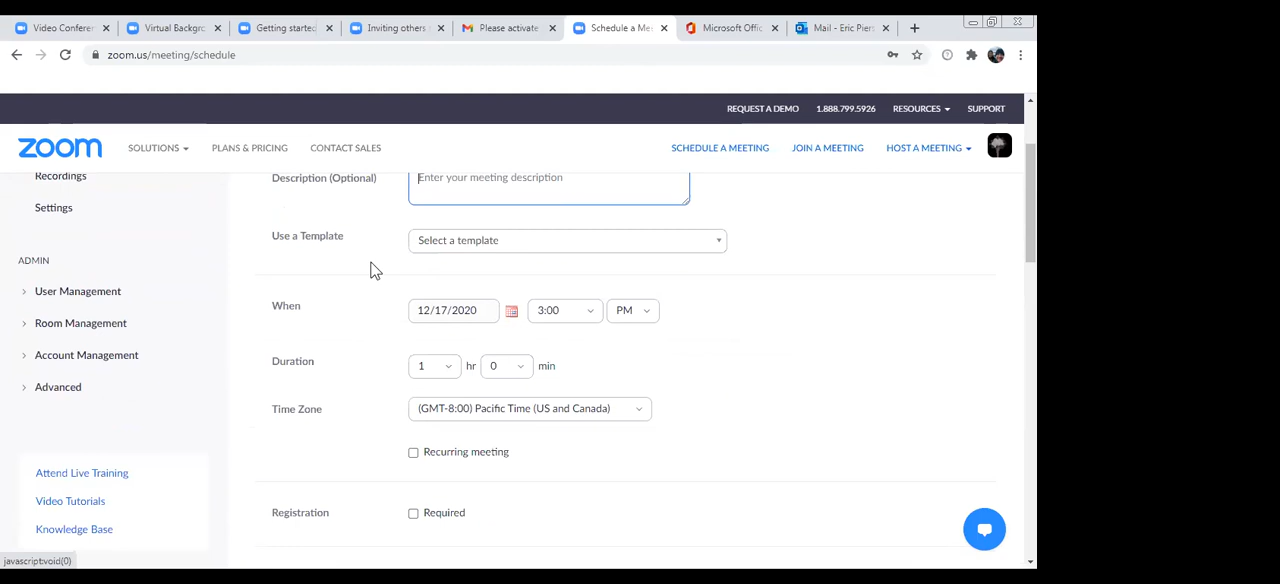 Video Conferen
Virtual Backgro
Getting started
Inviting others
Please activate
Schedule a Mee
Microsoft Offic
Mail - Eric Piers
zoom.us/meeting/schedule
REQUEST A DEMO 1.888.799.5926 RESOURCES SUPPORT
zoom SOLUTIONS PLANS & PRICING CONTACT SALES SCHEDULE A MEETING JOIN A MEETING HOST A MEETING
Recordings
Settings
ADMIN
User Management
Room Management
Account Management
Advanced
Attend Live Training
Video Tutorials
Knowledge Base
Description (Optional) Enter your meeting description
Use a Template Select a template
When 12/17/2020 3:00 PM
Duration 1 hr 0 min
Time Zone (GMT-8:00) Pacific Time (US and Canada)
Recurring meeting
Registration Required
javascript:void(0)